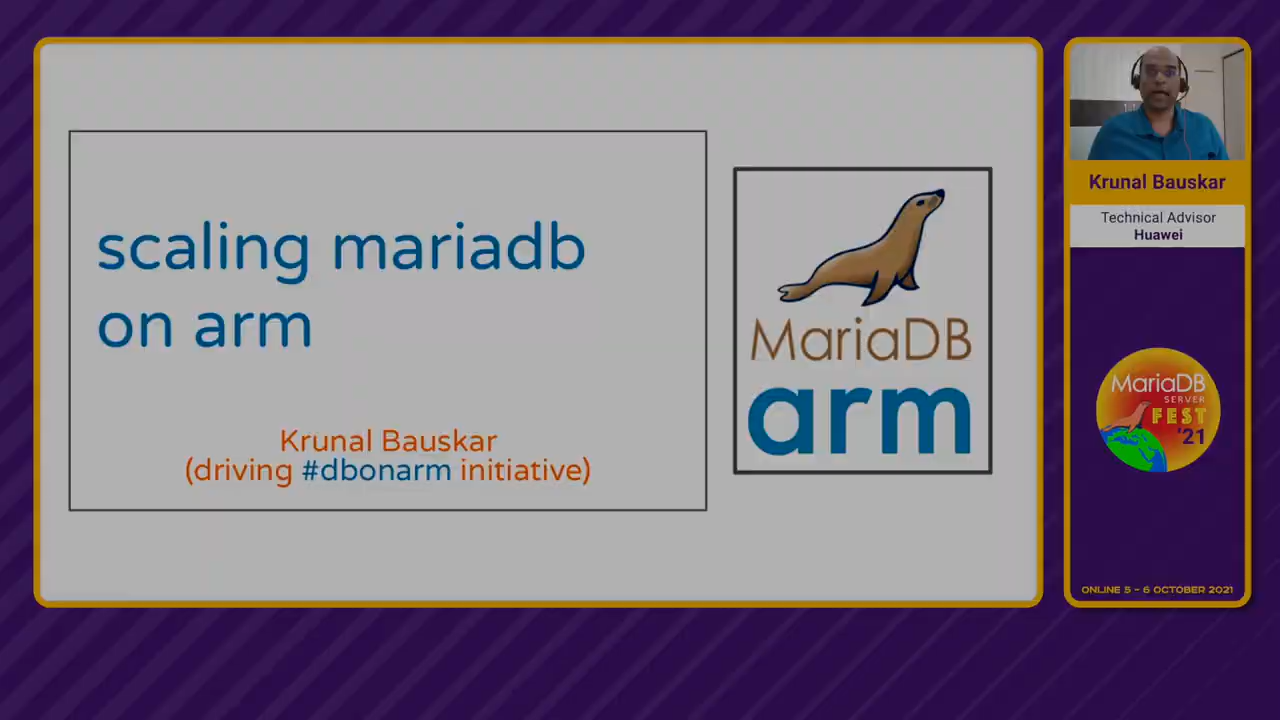 scaling mariadb
on arm
Krunal Bauskar
(driving #dbonarm initiative)
MariaDB
arm
Krunal Bauskar
Technical Advisor
Huawei
MariaDB
SERVER
FEST
'21
ONLINE 5 - 6 OCTOBER 2021